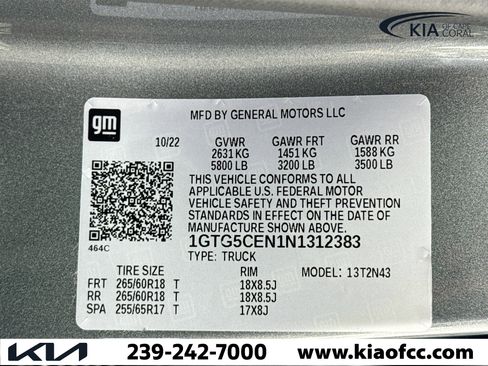 KIA OF CAPE CORAL
gm
MFD BY GENERAL MOTORS LLC
10/22 GVWR GAWR FRT GAWR RR
2631 KG 1451 KG 1588 KG
5800 LB 3200 LB 3500 LB
THIS VEHICLE CONFORMS TO ALL
APPLICABLE U.S. FEDERAL MOTOR
VEHICLE SAFETY AND THEFT PREVENTION
STANDARDS IN EFFECT ON THE DATE OF
MANUFACTURE SHOWN ABOVE.
464C 1GTG5CEN1N1312383
TYPE: TRUCK MODEL: 13T2N43
TIRE SIZE RIM
FRT 265/60R18 T 18X8.5J
RR 265/60R18 T 18X8.5J
SPA 255/65R17 T 17X8J
KIA 239-242-7000 www.kiaofcc.com